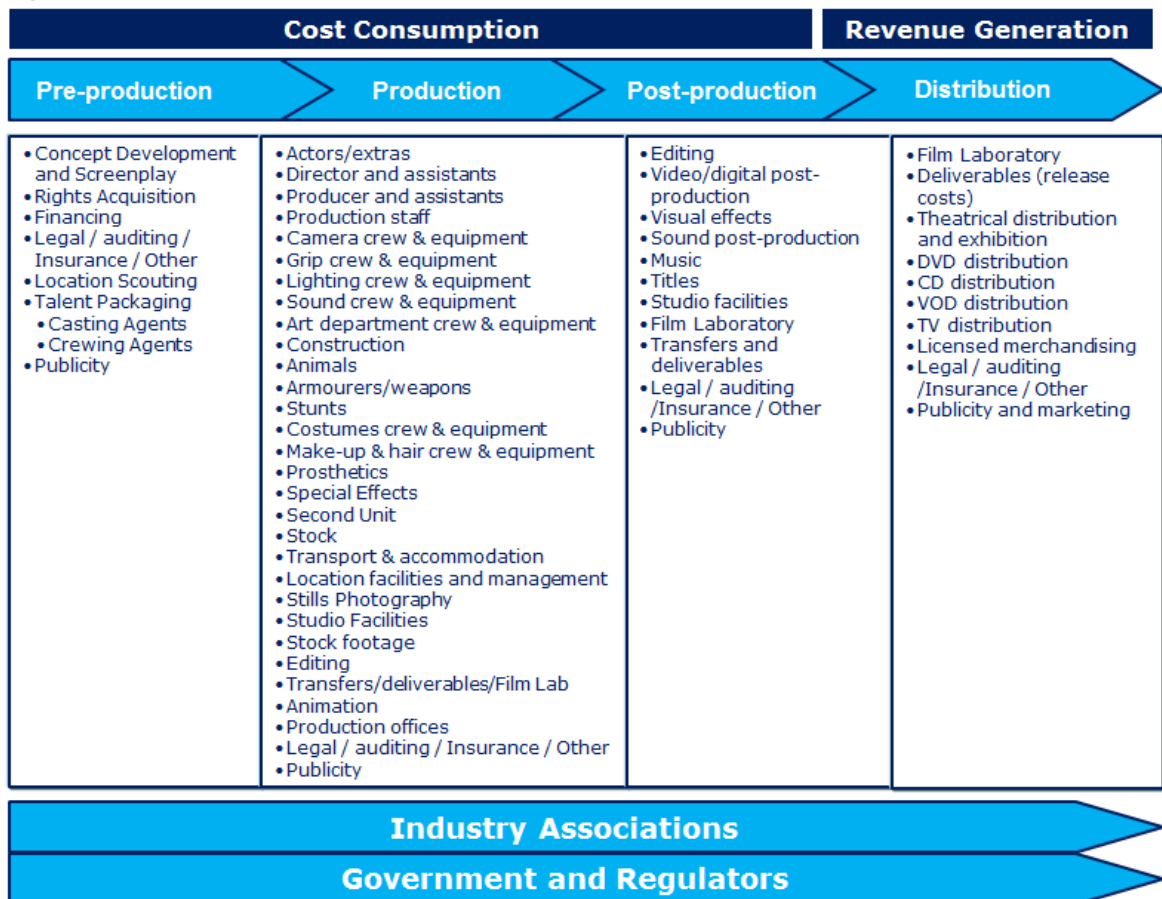 Cost Consumption
Revenue Generation
Pre-production
Production
Post-production
Distribution
•Concept Development
and Screenplay
•Rights Acquisition
•Financing
•Legal / auditing /
Insurance / Other
•Location Scouting
•Talent Packaging
•Casting Agents
•Crewing Agents
•Publicity
•Actors/extras
•Director and assistants
•Producer and assistants
•Production staff
•Camera crew & equipment
•Grip crew & equipment
•Lighting crew & equipment
•Sound crew & equipment
•Art department crew & equipment
•Construction
•Animals
•Armourers/weapons
•Stunts
•Costumes crew & equipment
•Make-up & hair crew & equipment
•Prosthetics
•Special Effects
•Second Unit
•Stock
•Transport & accommodation
•Location facilities and management
•Stills Photography
•Studio Facilities
•Stock footage
•Editing
•Transfers/deliverables/Film Lab
•Animation
•Production offices
•Legal / auditing / Insurance / Other
•Publicity
•Editing
•Video/digital post-
production
•Visual effects
•Sound post-production
•Music
•Titles
•Studio facilities
•Film Laboratory
•Transfers and
deliverables
•Legal / auditing
/Insurance / Other
•Publicity
•Film Laboratory
•Deliverables (release
costs)
•Theatrical distribution
and exhibition
•DVD distribution
•CD distribution
•VOD distribution
•TV distribution
•Licensed merchandising
•Legal / auditing
/Insurance / Other
•Publicity and marketing
Industry Associations
Government and Regulators